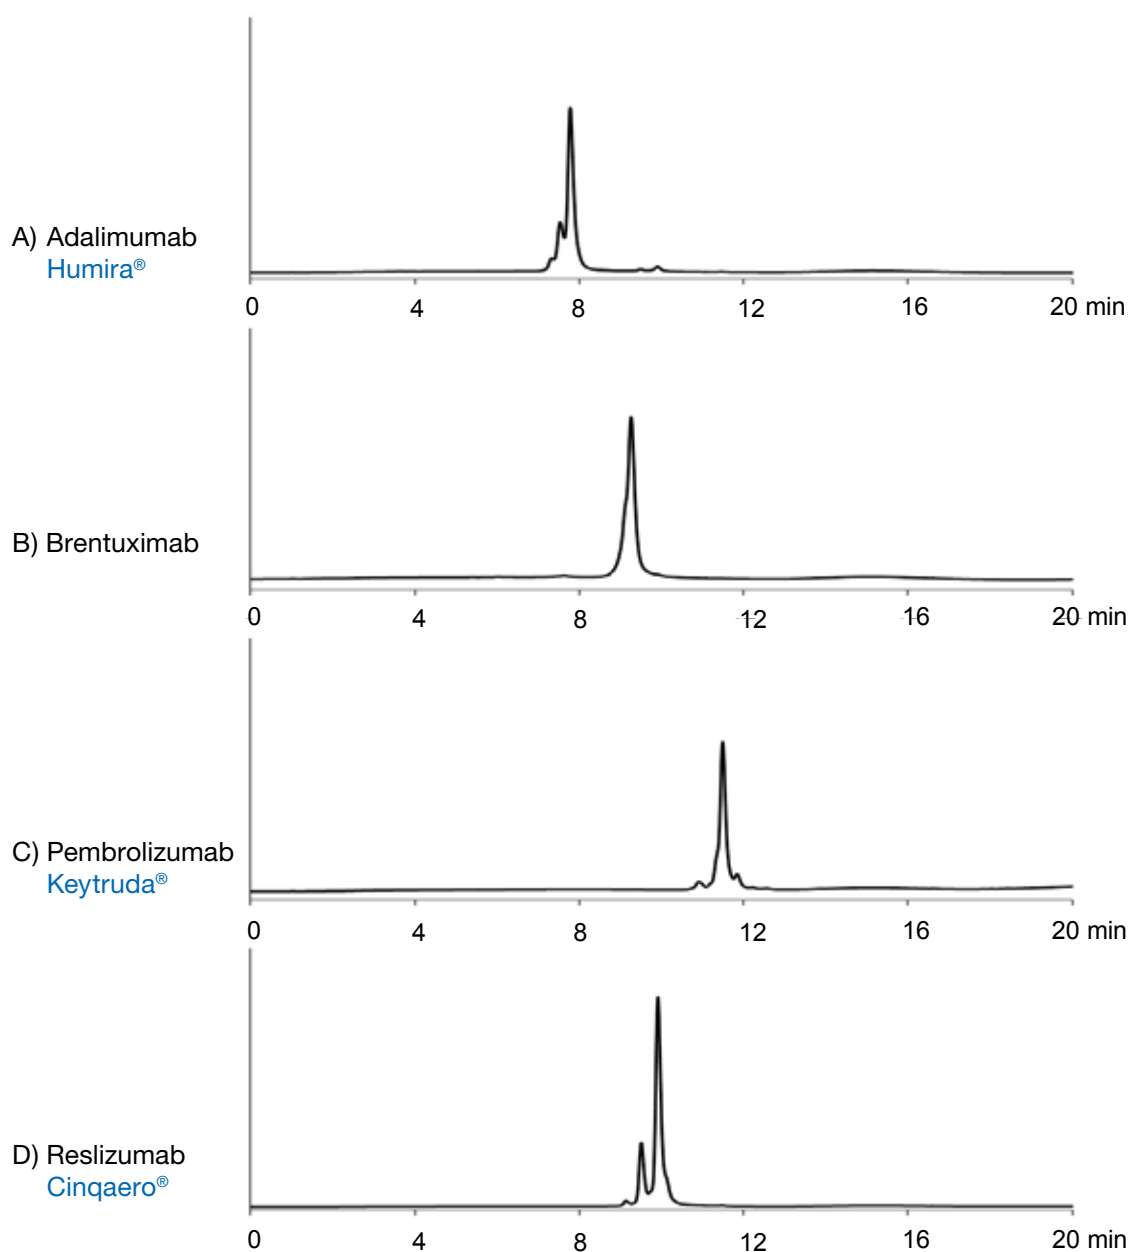 A) Adalimumab
Humira®
0 4 8 12 16 20 min
B) Brentuximab
0 4 8 12 16 20 min
C) Pembrolizumab
Keytruda®
0 4 8 12 16 20 min
D) Reslizumab
Cinqaero®
0 4 8 12 16 20 min